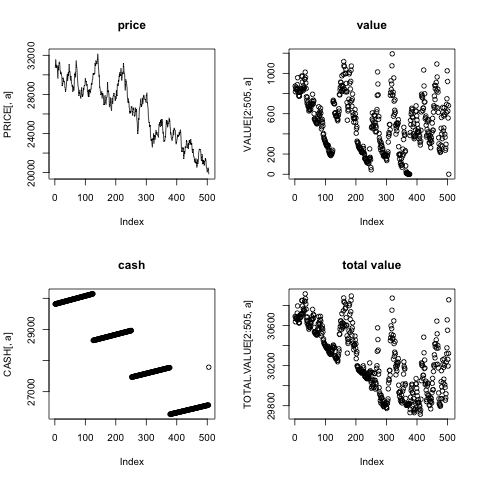 price
PRICE[, a]
20000 24000 28000 32000
0 100 200 300 400 500
Index
value
VALUE[2:505, a]
0 200 600 1000
0 100 200 300 400 500
Index
cash
CASH[, a]
27000 29000
0 100 200 300 400 500
Index
total value
TOTAL.VALUE[2:505, a]
29800 30200 30600
0 100 200 300 400 500
Index